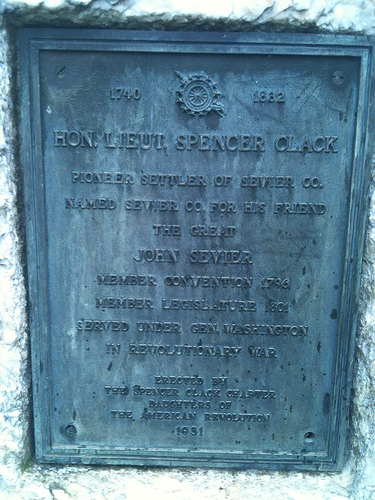 1740 1832
HON. LIEUT. SPENCER CLACK
PIONEER SETTLER OF SEVIER CO.
NAMED SEVIER CO. FOR HIS FRIEND
THE GREAT
JOHN SEVIER
MEMBER CONVENTION 1796
MEMBER LEGISLATURE 1801
SERVED UNDER GEN. WASHINGTON
IN REVOLUTIONARY WAR
ERECTED BY
THE SPENCER CLACK CHAPTER
DAUGHTERS OF
THE AMERICAN REVOLUTION
1931